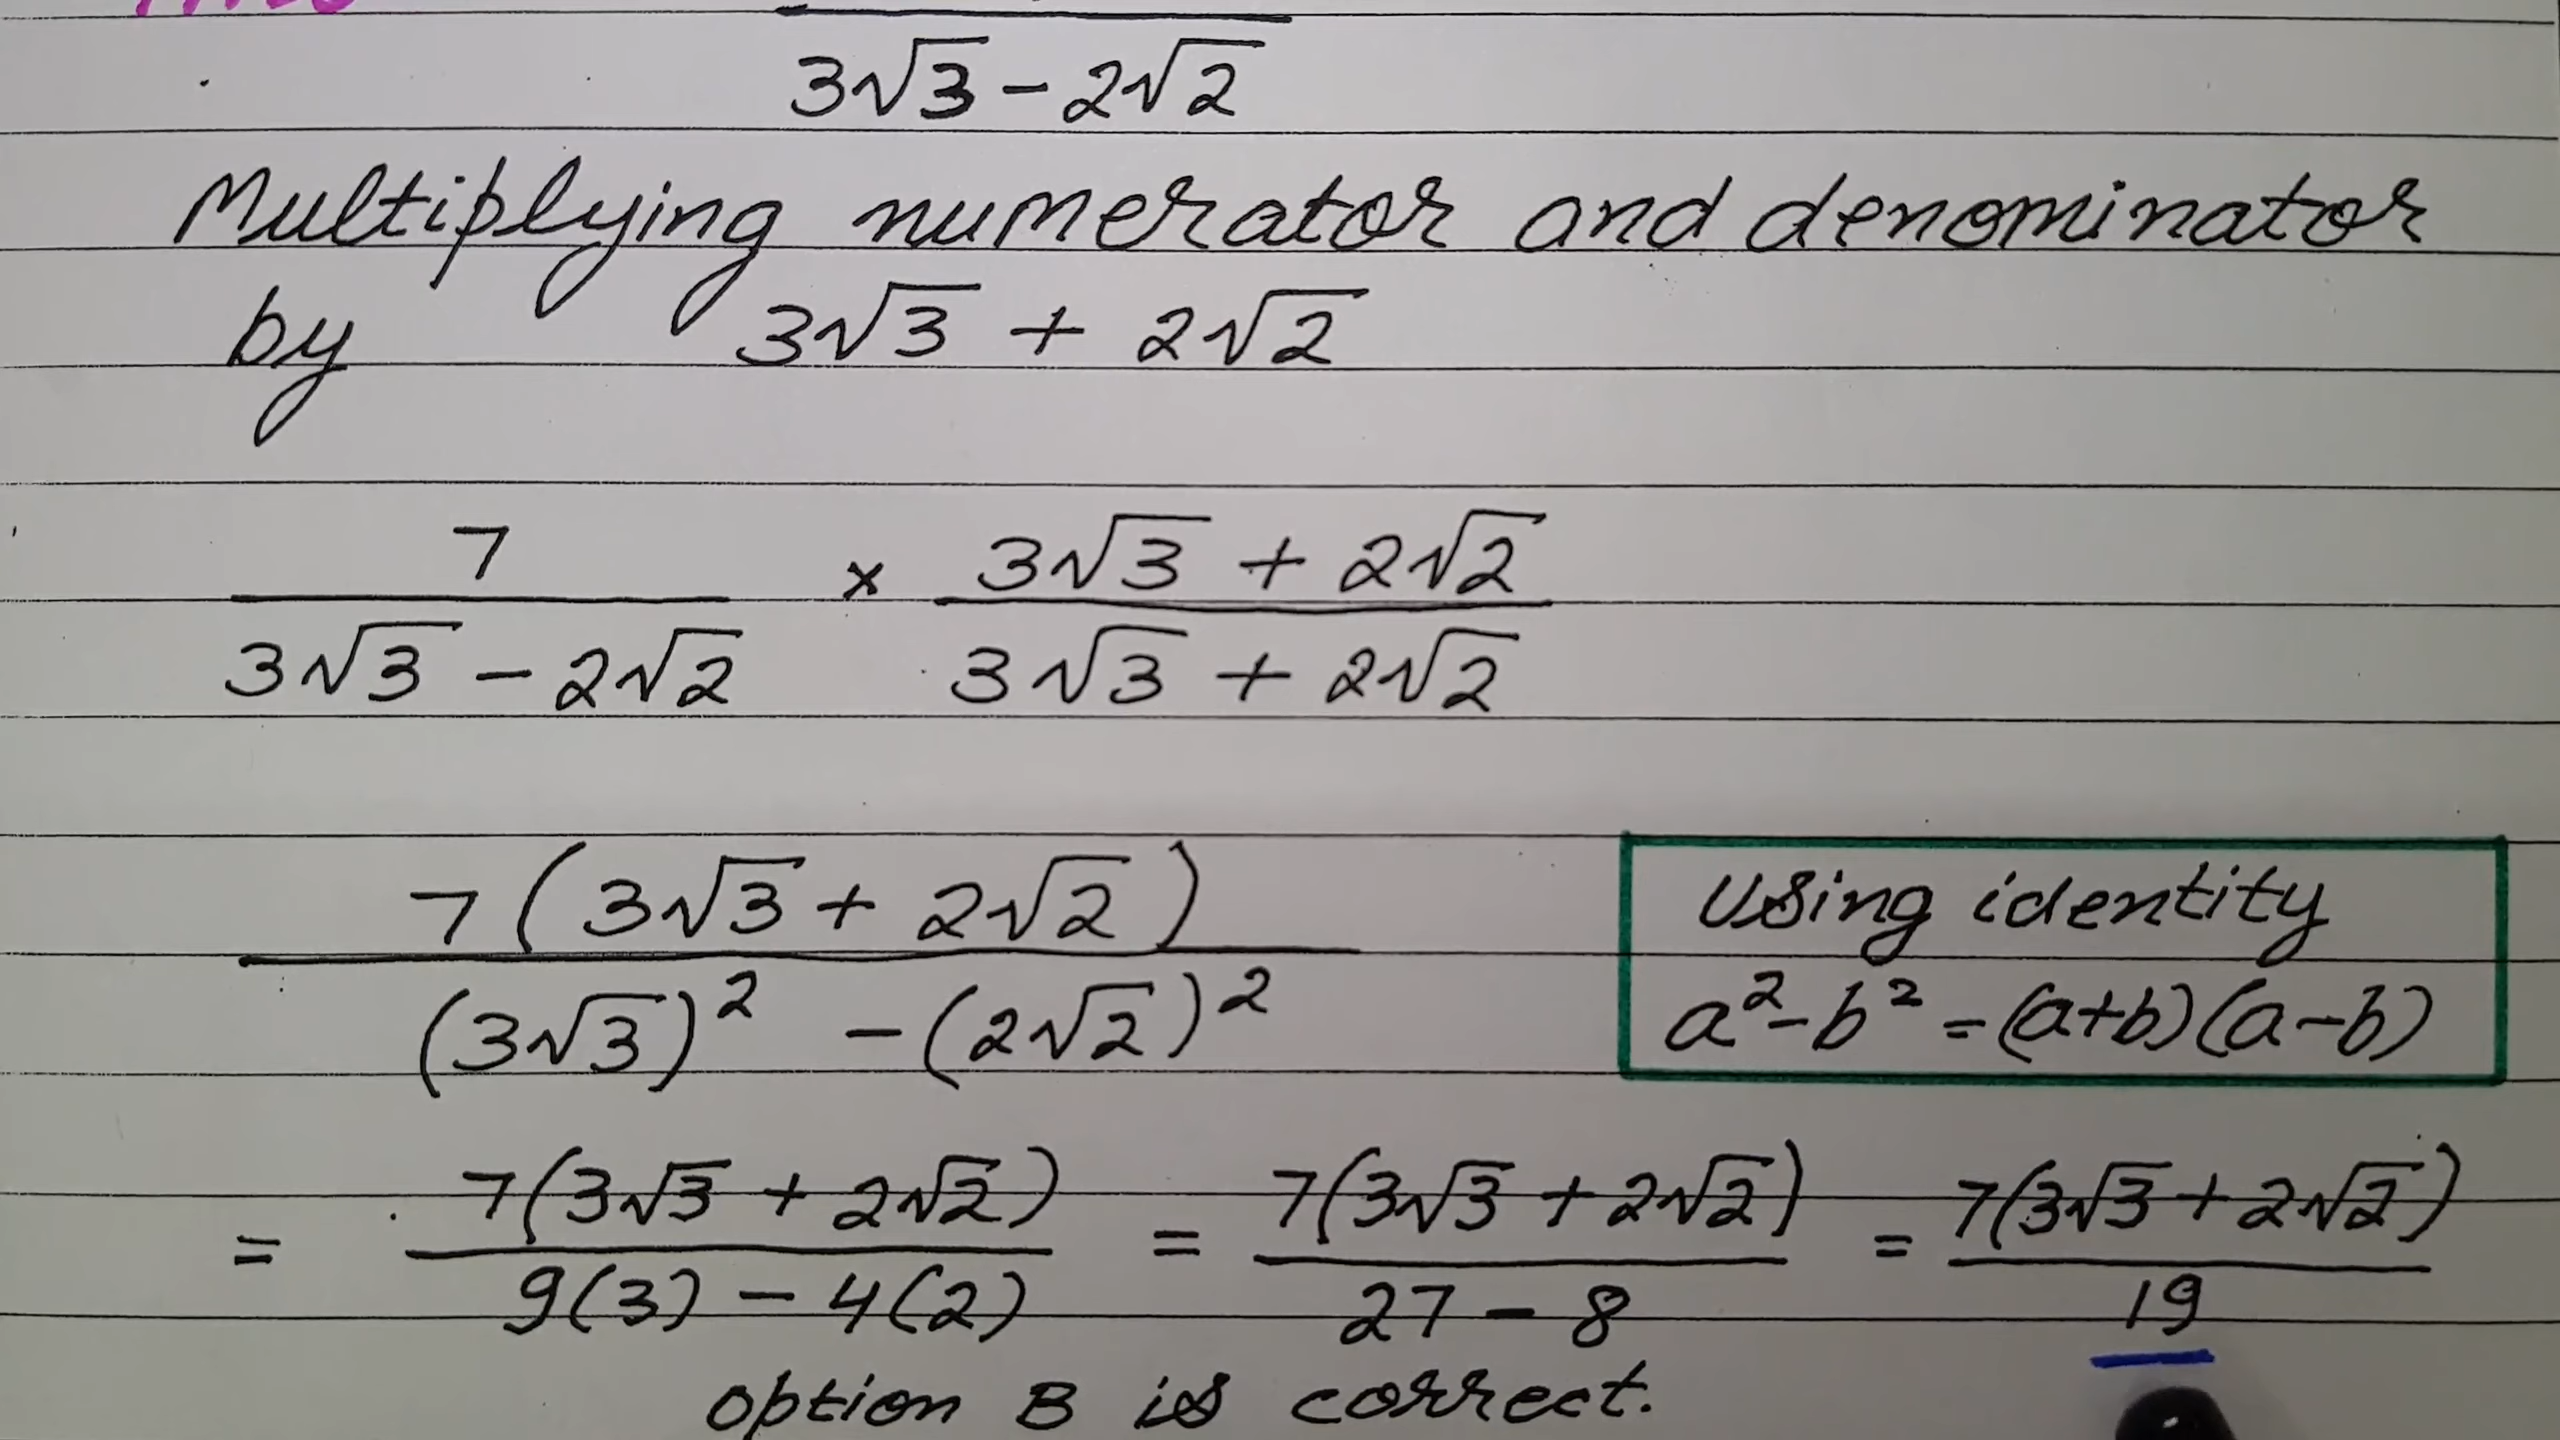 3√3 - 2√2
Multiplying numerator and denominator
by 3√3 + 2√2
7 / (3√3 - 2√2) × (3√3 + 2√2) / (3√3 + 2√2)
7(3√3 + 2√2) / ((3√3)² - (2√2)²)
Using identity
a² - b² = (a+b)(a-b)
= 7(3√3 + 2√2) / (9(3) - 4(2)) = 7(3√3 + 2√2) / (27 - 8) = 7(3√3 + 2√2) / 19
option B is correct.